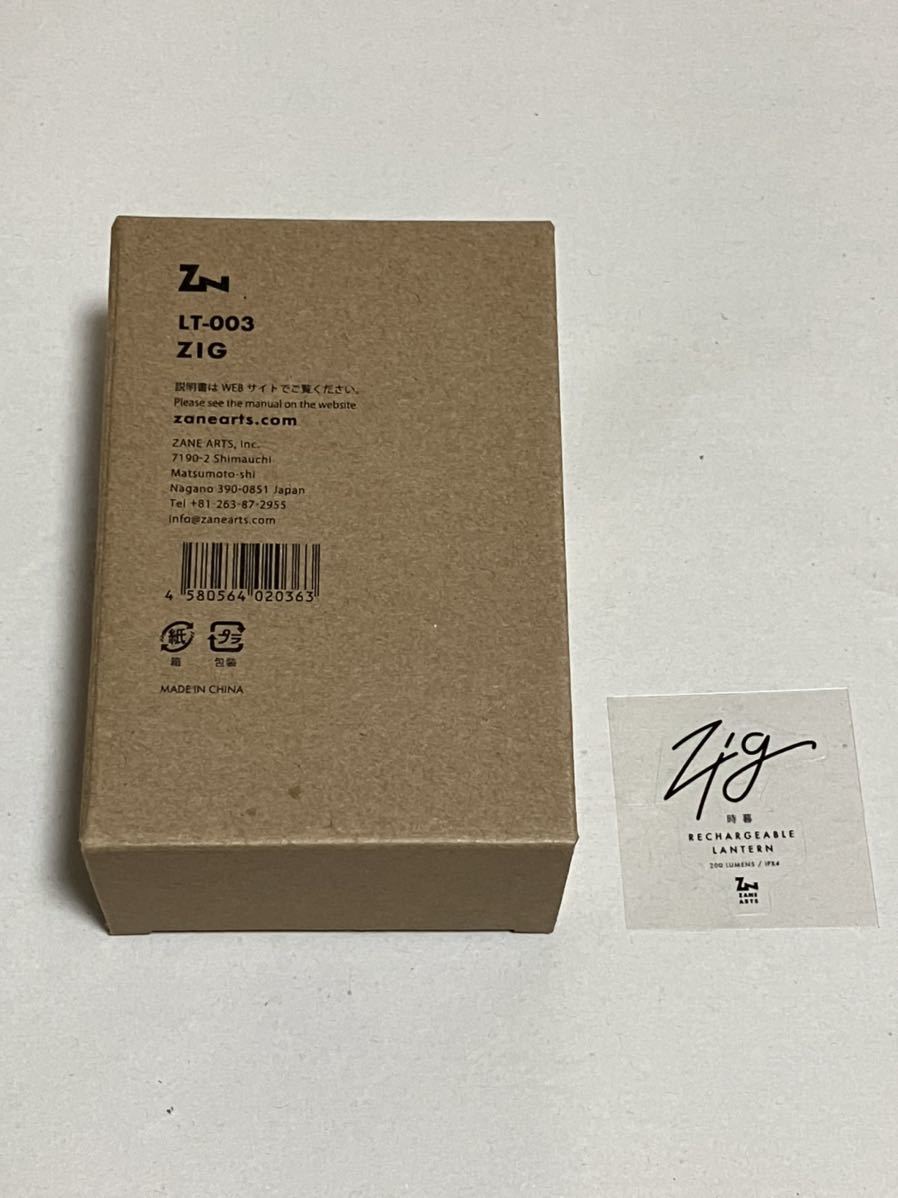 ZN
LT-003
ZIG
説明書は WEB サイトでご覧ください。
Please see the manual on the website
zanearts.com
ZANE ARTS, Inc.
7190-2 Shimauchi
Matsumoto-shi
Nagano 390-0851 Japan
Tel +81-263-87-2955
info@zanearts.com
4 580564 020363
紙 プラ
箱 包装
MADE IN CHINA
Zig
時暮
RECHARGEABLE
LANTERN
200 LUMENS / IPX4
ZN
ZANE
ARTS